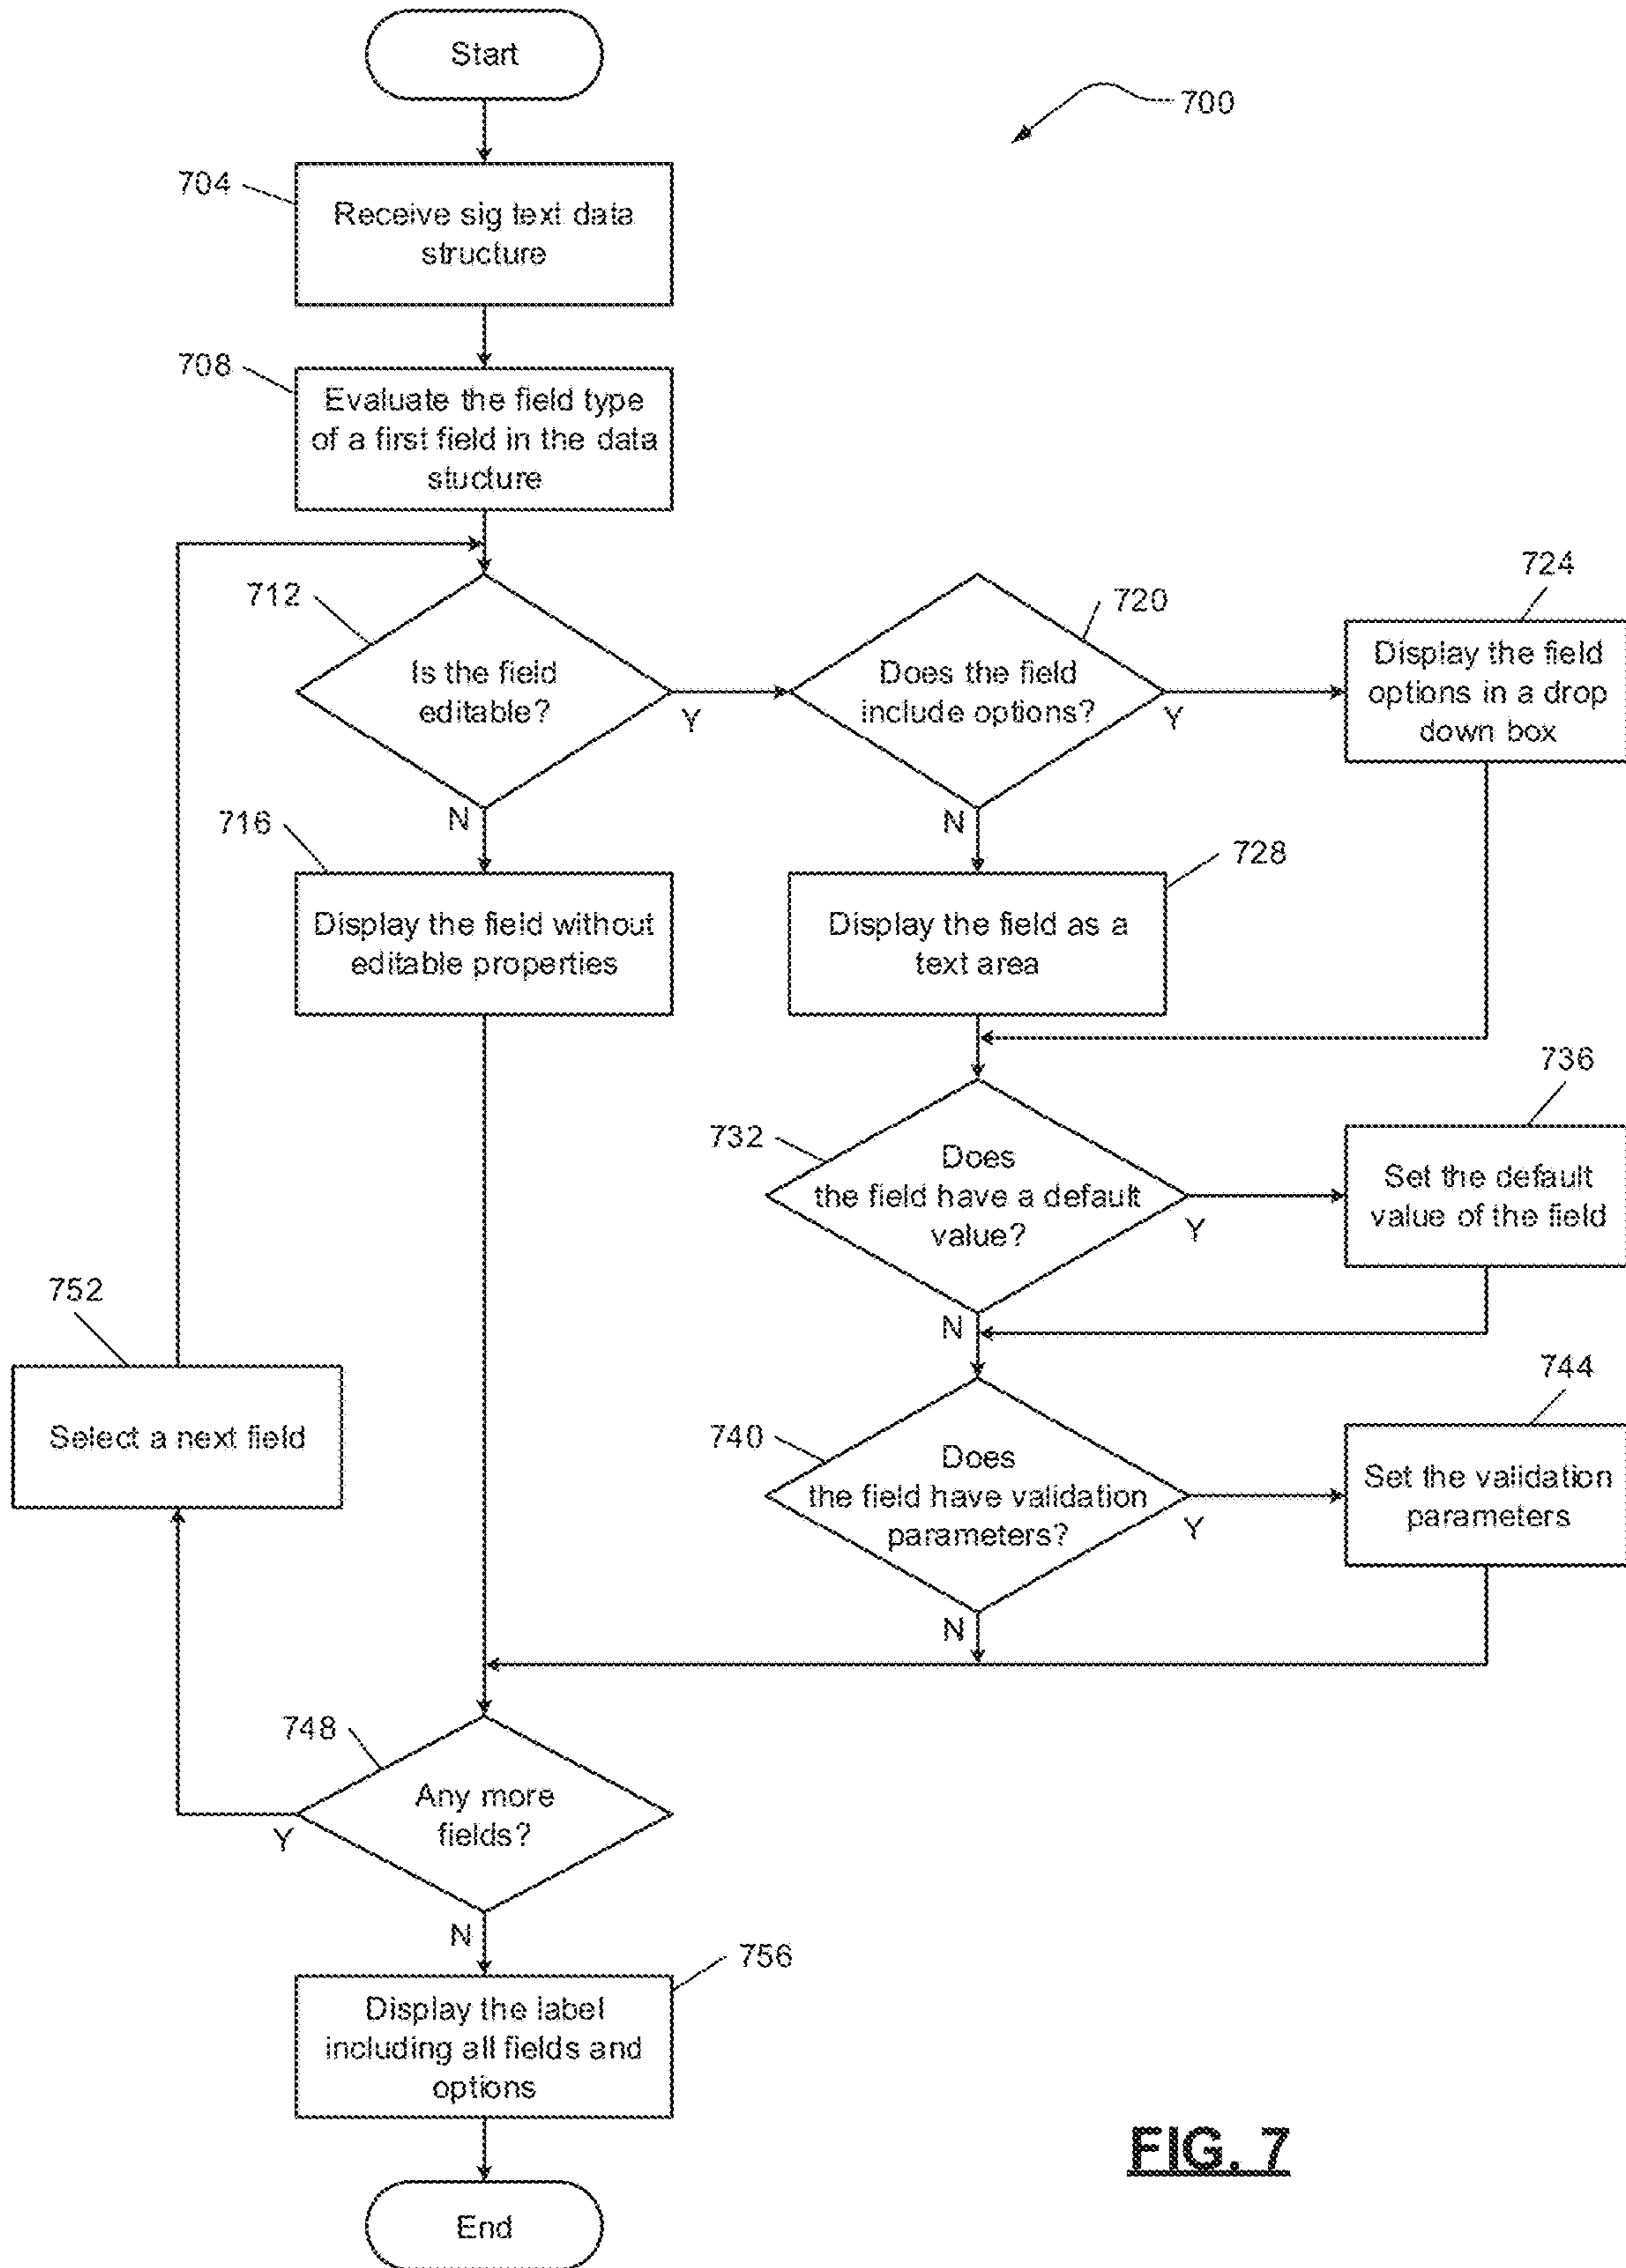 Start
700
704
Receive sig text data
structure
708
Evaluate the field type
of a first field in the data
stucture
712
Is the field
editable?
Y
N
720
Does the field
include options?
Y
N
724
Display the field
options in a drop
down box
716
Display the field without
editable properties
728
Display the field as a
text area
732
Does
the field have a default
value?
Y
N
736
Set the default
value of the field
752
Select a next field
740
Does
the field have validation
parameters?
Y
N
744
Set the validation
parameters
748
Any more
fields?
Y
N
756
Display the label
including all fields and
options
End
FIG. 7